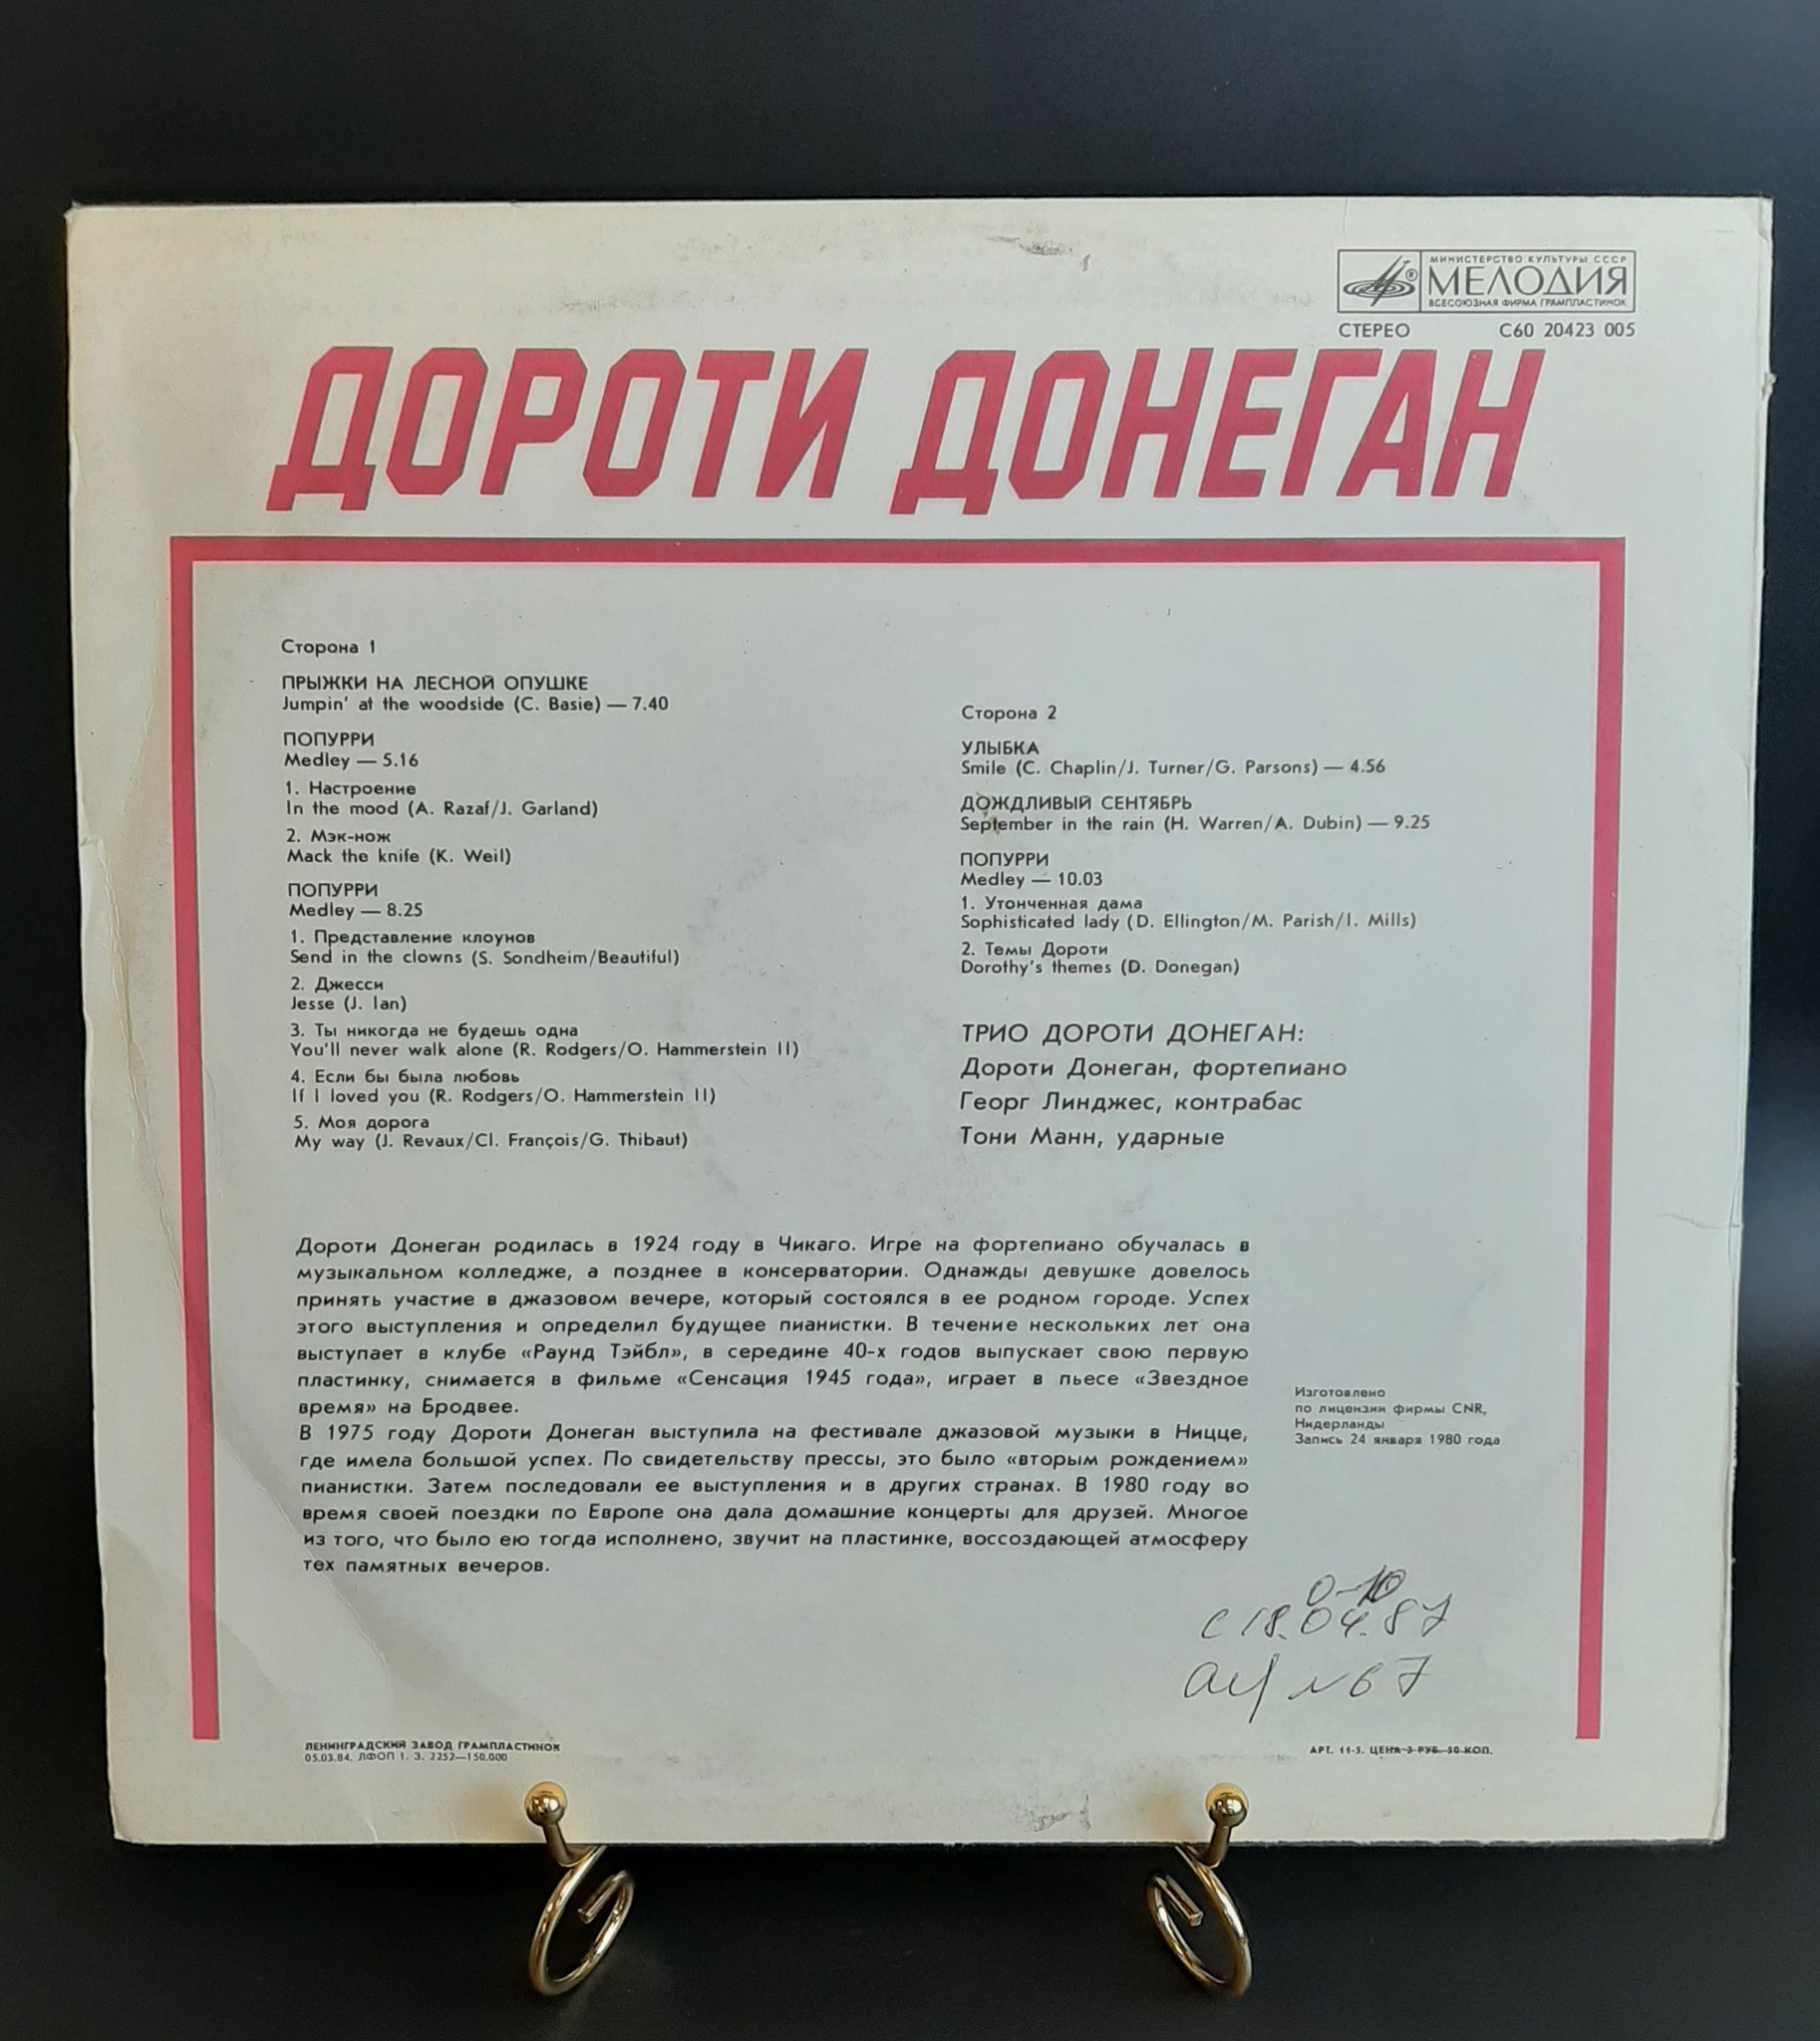 МИНИСТЕРСТВО КУЛЬТУРЫ СССР
МЕЛОДИЯ
ВСЕСОЮЗНАЯ ФИРМА ГРАМПЛАСТИНОК
СТЕРЕО С60 20423 005
ДОРОТИ ДОНЕГАН
Сторона 1
ПРЫЖКИ НА ЛЕСНОЙ ОПУШКЕ
Jumpin' at the woodside (C. Basie) — 7.40
ПОПУРРИ
Medley — 5.16
1. Настроение
In the mood (A. Razaf/J. Garland)
2. Мэк-нож
Mack the knife (K. Weil)
ПОПУРРИ
Medley — 8.25
1. Представление клоунов
Send in the clowns (S. Sondheim/Beautiful)
2. Джесси
Jesse (J. Ian)
3. Ты никогда не будешь одна
You'll never walk alone (R. Rodgers/O. Hammerstein II)
4. Если бы была любовь
If I loved you (R. Rodgers/O. Hammerstein II)
5. Моя дорога
My way (J. Revaux/Cl. François/G. Thibaut)
Сторона 2
УЛЫБКА
Smile (C. Chaplin/J. Turner/G. Parsons) — 4.56
ДОЖДЛИВЫЙ СЕНТЯБРЬ
September in the rain (H. Warren/A. Dubin) — 9.25
ПОПУРРИ
Medley — 10.03
1. Утонченная дама
Sophisticated lady (D. Ellington/M. Parish/I. Mills)
2. Темы Дороти
Dorothy's themes (D. Donegan)
ТРИО ДОРОТИ ДОНЕГАН:
Дороти Донеган, фортепиано
Георг Линджес, контрабас
Тони Манн, ударные
Дороти Донеган родилась в 1924 году в Чикаго. Игре на фортепиано обучалась в
музыкальном колледже, а позднее в консерватории. Однажды девушке довелось
принять участие в джазовом вечере, который состоялся в ее родном городе. Успех
этого выступления и определил будущее пианистки. В течение нескольких лет она
выступает в клубе «Раунд Тэйбл», в середине 40-х годов выпускает свою первую
пластинку, снимается в фильме «Сенсация 1945 года», играет в пьесе «Звездное
время» на Бродвее.
В 1975 году Дороти Донеган выступила на фестивале джазовой музыки в Ницце,
где имела большой успех. По свидетельству прессы, это было «вторым рождением»
пианистки. Затем последовали ее выступления и в других странах. В 1980 году во
время своей поездки по Европе она дала домашние концерты для друзей. Многое
из того, что было ею тогда исполнено, звучит на пластинке, воссоздающей атмосферу
тех памятных вечеров.
Изготовлено
по лицензии фирмы CNR,
Нидерланды
Запись 24 января 1980 года
0-10
с 18.04.87
N67
ЛЕНИНГРАДСКИЙ ЗАВОД ГРАМПЛАСТИНОК
05.03.84. ЛФОП 1. З. 2252—150.000
АРТ. 11-5. ЦЕНА 3 РУБ. 50 КОП.